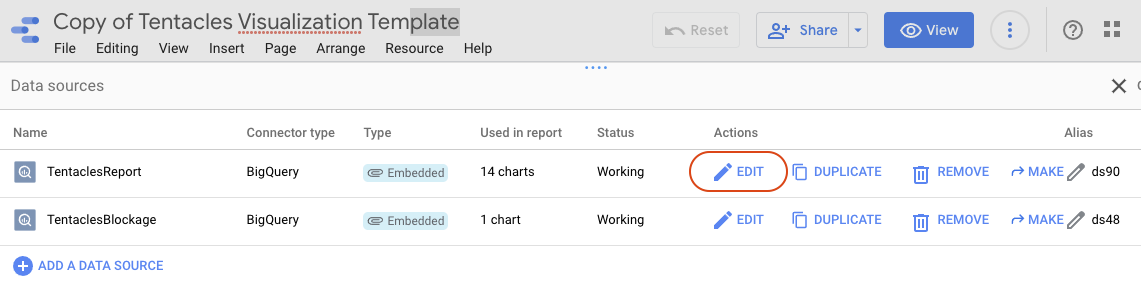 Copy of Tentacles Visualization Template
File Editing View Insert Page Arrange Resource Help
Reset
Share
View
Data sources
Name Connector type Type Used in report Status Actions Alias
TentaclesReport BigQuery Embedded 14 charts Working EDIT DUPLICATE REMOVE MAKE ds90
TentaclesBlockage BigQuery Embedded 1 chart Working EDIT DUPLICATE REMOVE MAKE ds48
ADD A DATA SOURCE